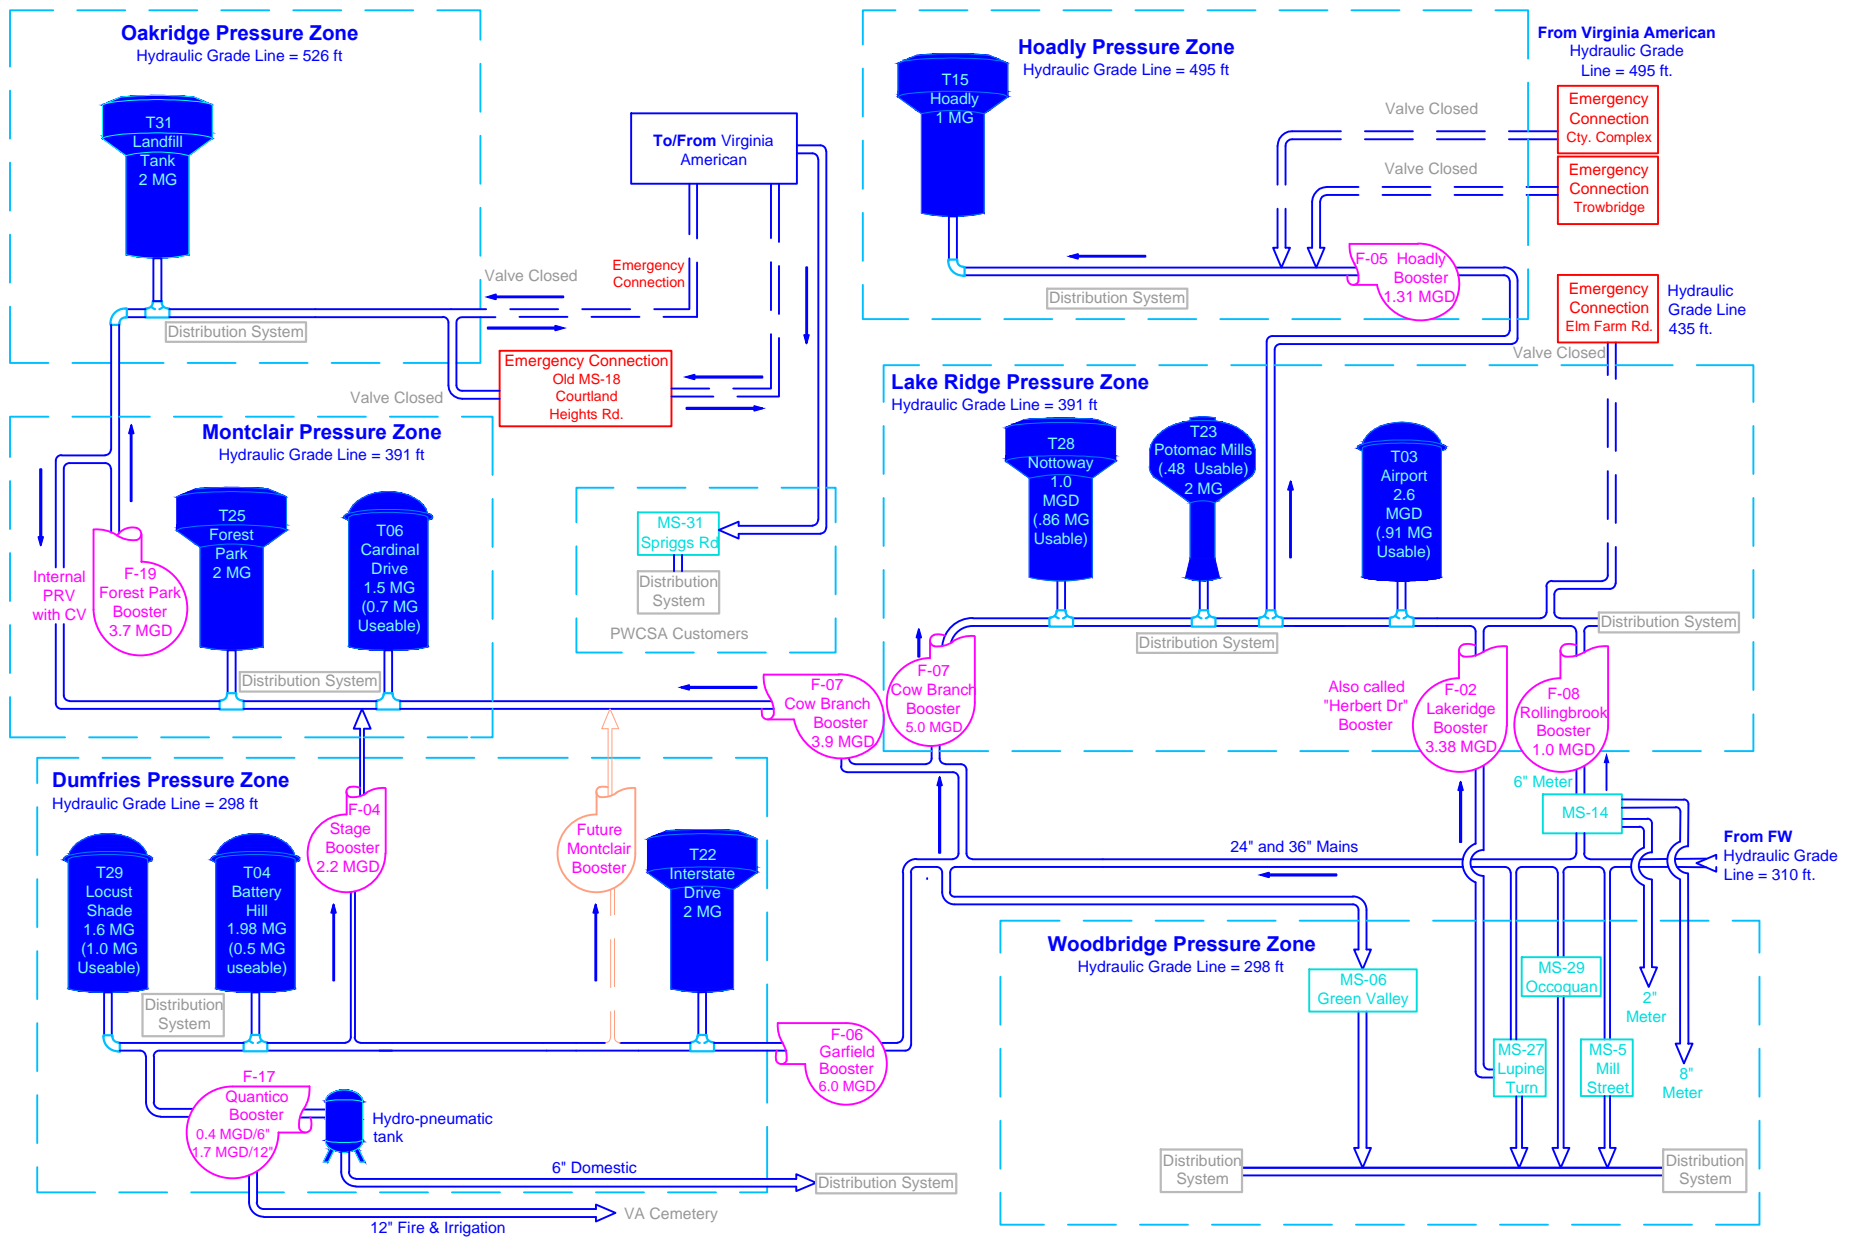 Oakridge Pressure Zone
Hydraulic Grade Line = 526 ft
T31
Landfill
Tank
2 MG
Distribution System
Valve Closed
Emergency
Connection
To/From Virginia
American
Emergency Connection
Old MS-18
Courtland
Heights Rd.
Valve Closed
Hoadly Pressure Zone
Hydraulic Grade Line = 495 ft
T15
Hoadly
1 MG
Distribution System
F-05 Hoadly
Booster
1.31 MGD
Valve Closed
Valve Closed
From Virginia American
Hydraulic Grade
Line = 495 ft.
Emergency
Connection
Cty. Complex
Emergency
Connection
Trowbridge
Emergency
Connection
Elm Farm Rd.
Hydraulic
Grade Line
435 ft.
Valve Closed
Montclair Pressure Zone
Hydraulic Grade Line = 391 ft
Internal
PRV
with CV
F-19
Forest Park
Booster
3.7 MGD
T25
Forest
Park
2 MG
T06
Cardinal
Drive
1.5 MG
(0.7 MG
Useable)
Distribution System
MS-31
Spriggs Rd
Distribution
System
PWCSA Customers
Lake Ridge Pressure Zone
Hydraulic Grade Line = 391 ft
T28
Nottoway
1.0
MGD
(.86 MG
Usable)
T23
Potomac Mills
(.48 Usable)
2 MG
T03
Airport
2.6
MGD
(.91 MG
Usable)
Distribution System
Distribution System
F-07
Cow Branch
Booster
3.9 MGD
F-07
Cow Branch
Booster
5.0 MGD
Also called
"Herbert Dr"
Booster
F-02
Lakeridge
Booster
3.38 MGD
F-08
Rollingbrook
Booster
1.0 MGD
6" Meter
MS-14
Dumfries Pressure Zone
Hydraulic Grade Line = 298 ft
T29
Locust
Shade
1.6 MG
(1.0 MG
Useable)
T04
Battery
Hill
1.98 MG
(0.5 MG
useable)
F-04
Stage
Booster
2.2 MGD
Future
Montclair
Booster
T22
Interstate
Drive
2 MG
Distribution
System
F-17
Quantico
Booster
0.4 MGD/6"
1.7 MGD/12"
Hydro-pneumatic
tank
6" Domestic
Distribution System
12" Fire & Irrigation
VA Cemetery
F-06
Garfield
Booster
6.0 MGD
24" and 36" Mains
From FW
Hydraulic Grade
Line = 310 ft.
Woodbridge Pressure Zone
Hydraulic Grade Line = 298 ft
MS-06
Green Valley
MS-29
Occoquan
2"
Meter
MS-27
Lupine
Turn
MS-5
Mill
Street
8"
Meter
Distribution
System
Distribution
System